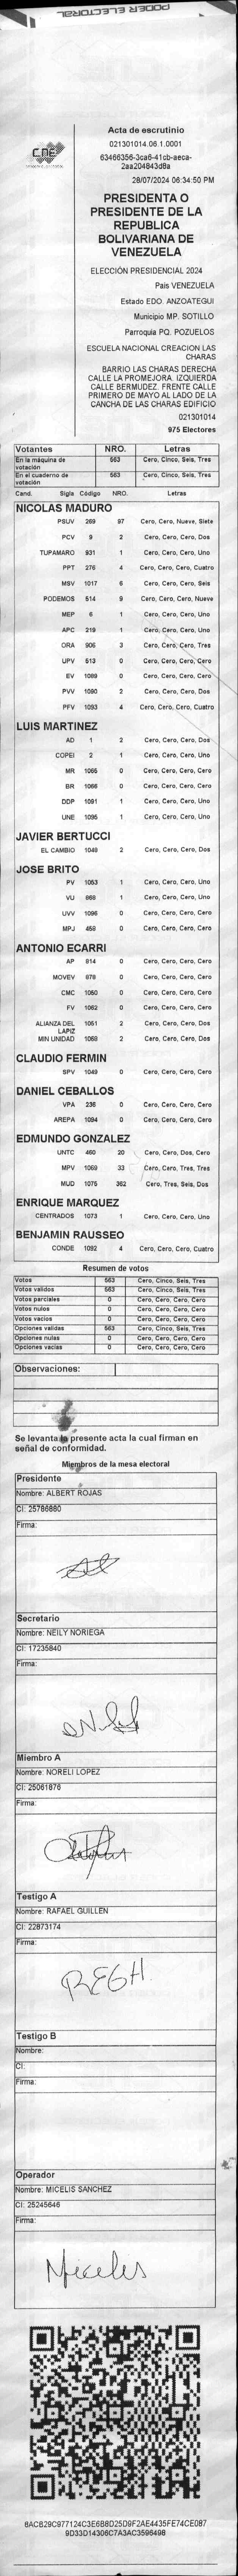 PODER ELECTORAL
CNE
Acta de escrutinio
021301014.06.1.0001
63466356-3ca6-41cb-aeca-
2aa204843d8a
28/07/2024 06:34:50 PM
PRESIDENTA O
PRESIDENTE DE LA
REPUBLICA
BOLIVARIANA DE
VENEZUELA
ELECCIÓN PRESIDENCIAL 2024
Pais VENEZUELA
Estado EDO. ANZOATEGUI
Municipio MP. SOTILLO
Parroquia PQ. POZUELOS
ESCUELA NACIONAL CREACION LAS
CHARAS
BARRIO LAS CHARAS DERECHA
CALLE LA PROMEJORA. IZQUIERDA
CALLE BERMUDEZ. FRENTE CALLE
PRIMERO DE MAYO AL LADO DE LA
CANCHA DE LAS CHARAS EDIFICIO
021301014
975 Electores
Votantes NRO. Letras
En la máquina de votación 563 Cero, Cinco, Seis, Tres
En el cuaderno de votación 563 Cero, Cinco, Seis, Tres
Cand. Sigla Código NRO. Letras
NICOLAS MADURO
PSUV 269 97 Cero, Cero, Nueve, Siete
PCV 9 2 Cero, Cero, Cero, Dos
TUPAMARO 931 1 Cero, Cero, Cero, Uno
PPT 276 4 Cero, Cero, Cero, Cuatro
MSV 1017 6 Cero, Cero, Cero, Seis
PODEMOS 514 9 Cero, Cero, Cero, Nueve
MEP 6 1 Cero, Cero, Cero, Uno
APC 219 1 Cero, Cero, Cero, Uno
ORA 906 3 Cero, Cero, Cero, Tres
UPV 513 0 Cero, Cero, Cero, Cero
EV 1089 0 Cero, Cero, Cero, Cero
PVV 1090 2 Cero, Cero, Cero, Dos
PFV 1093 4 Cero, Cero, Cero, Cuatro
LUIS MARTINEZ
AD 1 2 Cero, Cero, Cero, Dos
COPEI 2 1 Cero, Cero, Cero, Uno
MR 1055 0 Cero, Cero, Cero, Cero
BR 1066 0 Cero, Cero, Cero, Cero
DDP 1091 1 Cero, Cero, Cero, Uno
UNE 1095 1 Cero, Cero, Cero, Uno
JAVIER BERTUCCI
EL CAMBIO 1048 2 Cero, Cero, Cero, Dos
JOSE BRITO
PV 1053 1 Cero, Cero, Cero, Uno
VU 868 1 Cero, Cero, Cero, Uno
UVV 1096 0 Cero, Cero, Cero, Cero
MPJ 459 0 Cero, Cero, Cero, Cero
ANTONIO ECARRI
AP 814 0 Cero, Cero, Cero, Cero
MOVEV 878 0 Cero, Cero, Cero, Cero
CMC 1050 0 Cero, Cero, Cero, Cero
FV 1062 0 Cero, Cero, Cero, Cero
ALIANZA DEL LAPIZ 1051 2 Cero, Cero, Cero, Dos
MIN UNIDAD 1068 2 Cero, Cero, Cero, Dos
CLAUDIO FERMIN
SPV 1049 0 Cero, Cero, Cero, Cero
DANIEL CEBALLOS
VPA 236 0 Cero, Cero, Cero, Cero
AREPA 1094 0 Cero, Cero, Cero, Cero
EDMUNDO GONZALEZ
UNTC 460 20 Cero, Cero, Dos, Cero
MPV 1069 33 Cero, Cero, Tres, Tres
MUD 1075 362 Cero, Tres, Seis, Dos
ENRIQUE MARQUEZ
CENTRADOS 1073 1 Cero, Cero, Cero, Uno
BENJAMIN RAUSSEO
CONDE 1092 4 Cero, Cero, Cero, Cuatro
Resumen de votos
Votos 563 Cero, Cinco, Seis, Tres
Votos validos 563 Cero, Cinco, Seis, Tres
Votos parciales 0 Cero, Cero, Cero, Cero
Votos nulos 0 Cero, Cero, Cero, Cero
Votos vacios 0 Cero, Cero, Cero, Cero
Opciones validas 563 Cero, Cinco, Seis, Tres
Opciones nulas 0 Cero, Cero, Cero, Cero
Opciones vacias 0 Cero, Cero, Cero, Cero
Observaciones:
Se levanta la presente acta la cual firman en
señal de conformidad.
Miembros de la mesa electoral
Presidente
Nombre: ALBERT ROJAS
CI: 25786880
Firma:
Secretario
Nombre: NEILY NORIEGA
CI: 17235840
Firma:
Miembro A
Nombre: NORELI LOPEZ
CI: 25061876
Firma:
Testigo A
Nombre: RAFAEL GUILLEN
CI: 22873174
Firma:
REGH.
Testigo B
Nombre:
CI:
Firma:
Operador
Nombre: MICELIS SANCHEZ
CI: 25245646
Firma:
Micelis
6ACB29C977124C3E6B8D25D9F2AE4435FE74CE087
9D33D14306C7A3AC3596498